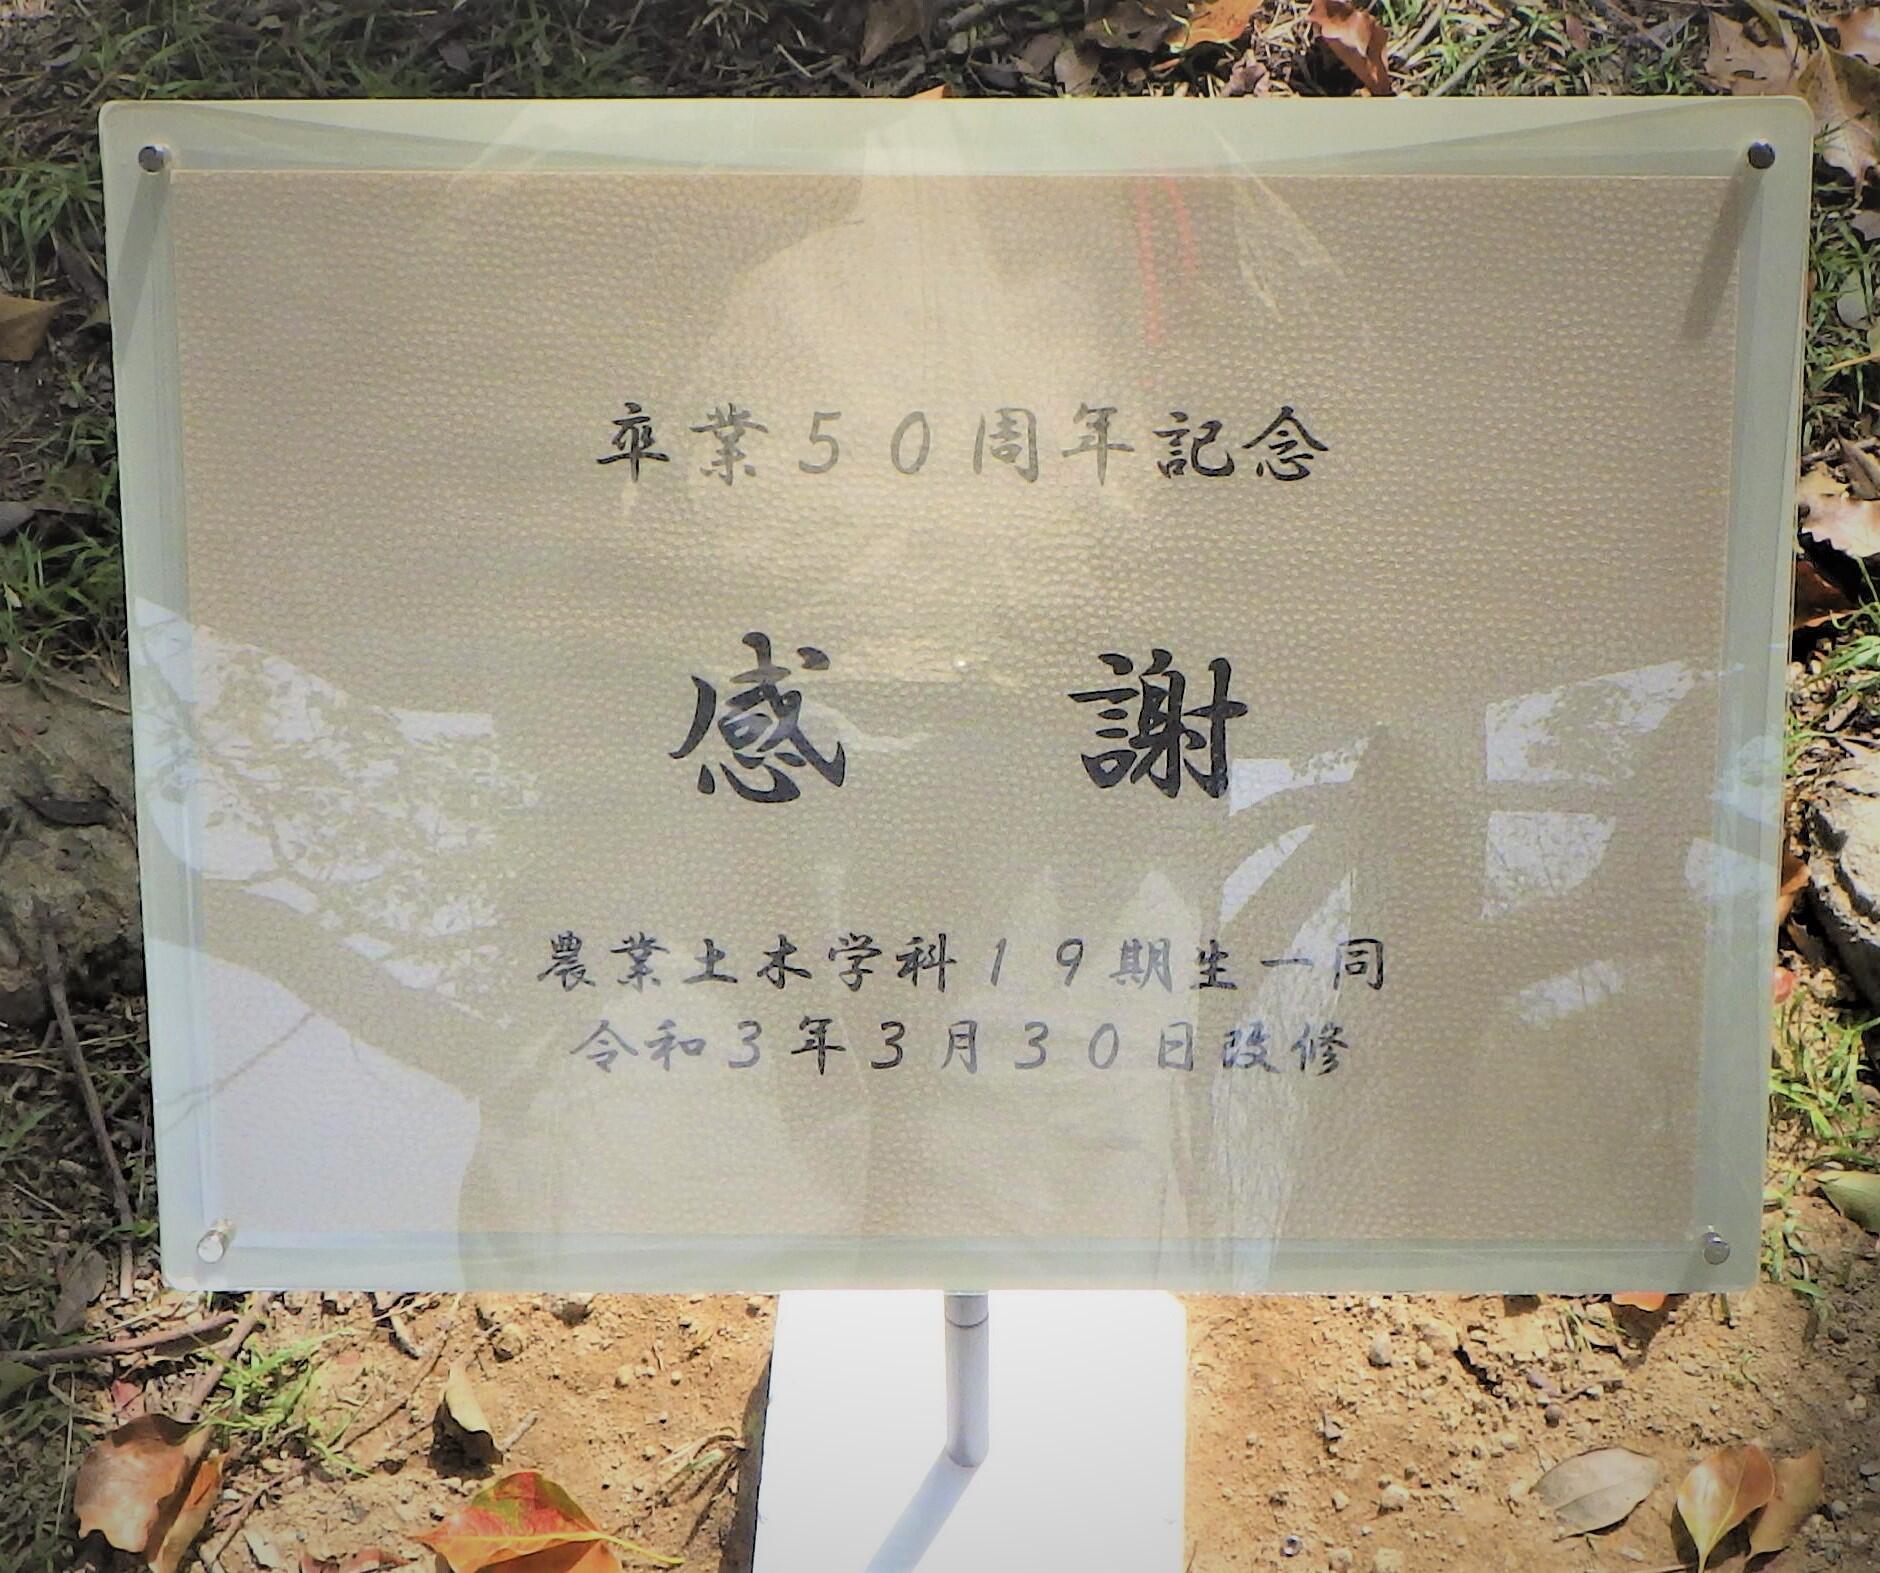 卒業５０周年記念
感　謝
農業土木学科１９期生一同
令和３年３月３０日改修